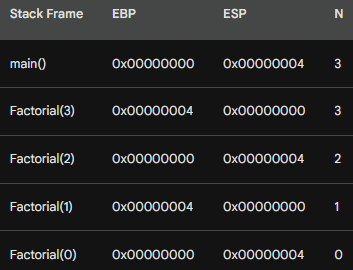 Stack Frame EBP ESP N
main() 0x00000000 0x00000004 3
Factorial(3) 0x00000004 0x00000000 3
Factorial(2) 0x00000000 0x00000004 2
Factorial(1) 0x00000004 0x00000000 1
Factorial(0) 0x00000000 0x00000004 0